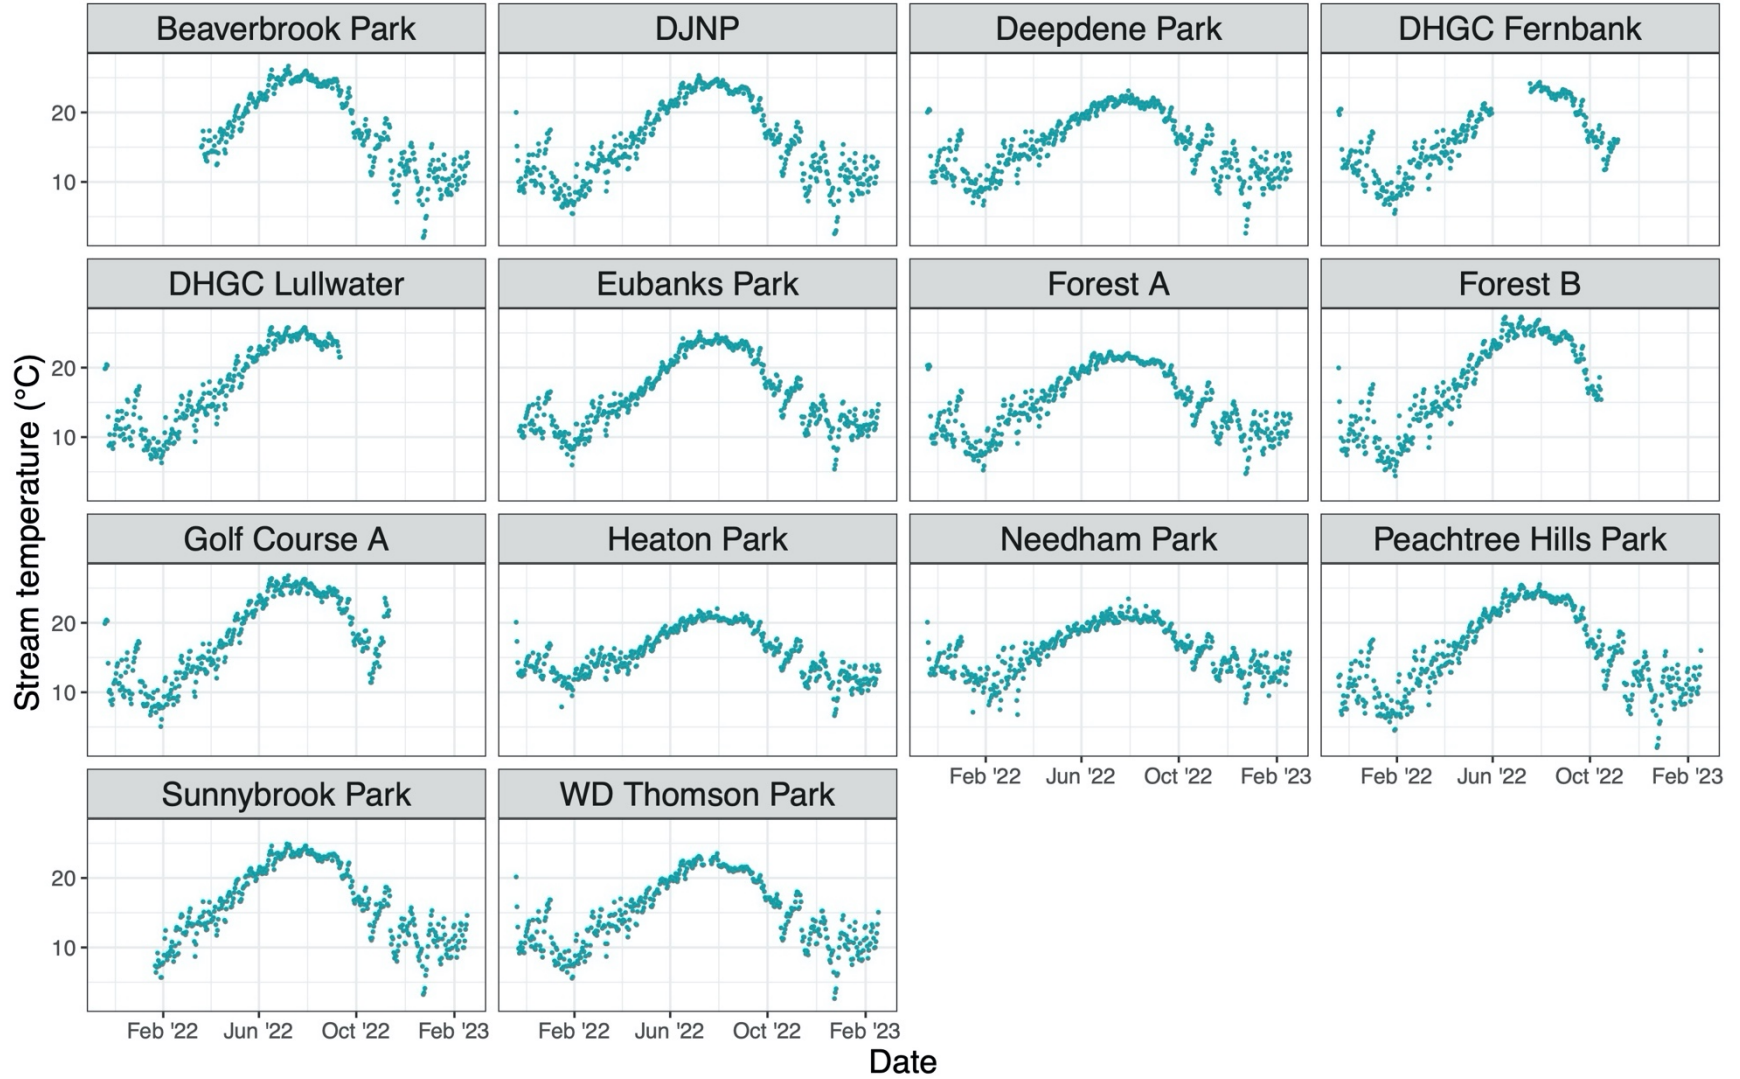 Beaverbrook Park DJNP Deepdene Park DHGC Fernbank
20
10
DHGC Lullwater Eubanks Park Forest A Forest B
20
10
Stream temperature (°C)
Golf Course A Heaton Park Needham Park Peachtree Hills Park
20
10
Feb '22 Jun '22 Oct '22 Feb '23 Feb '22 Jun '22 Oct '22 Feb '23
Sunnybrook Park WD Thomson Park
20
10
Feb '22 Jun '22 Oct '22 Feb '23 Feb '22 Jun '22 Oct '22 Feb '23
Date